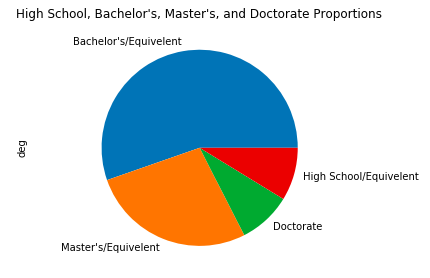 High School, Bachelor's, Master's, and Doctorate Proportions
Bachelor's/Equivelent
deg
High School/Equivelent
Doctorate
Master's/Equivelent